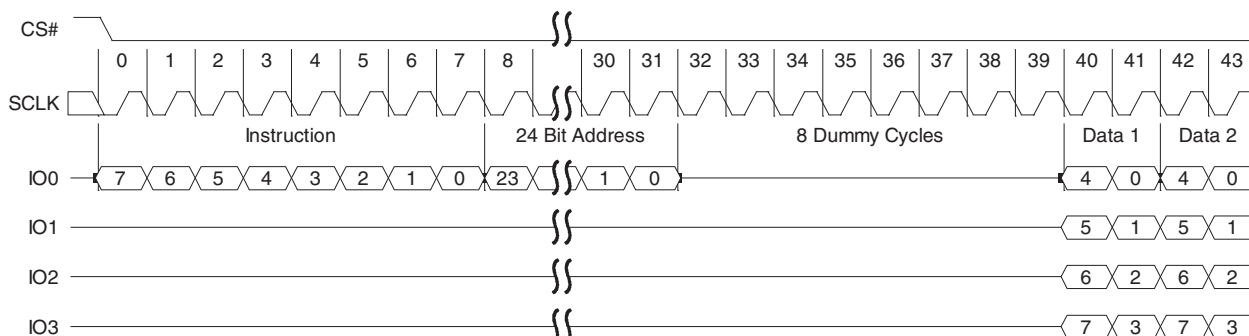 CS#
0 1 2 3 4 5 6 7 8 30 31 32 33 34 35 36 37 38 39 40 41 42 43
SCLK
Instruction 24 Bit Address 8 Dummy Cycles Data 1 Data 2
IO0 7 6 5 4 3 2 1 0 23 1 0 4 0 4 0
IO1 5 1 5 1
IO2 6 2 6 2
IO3 7 3 7 3